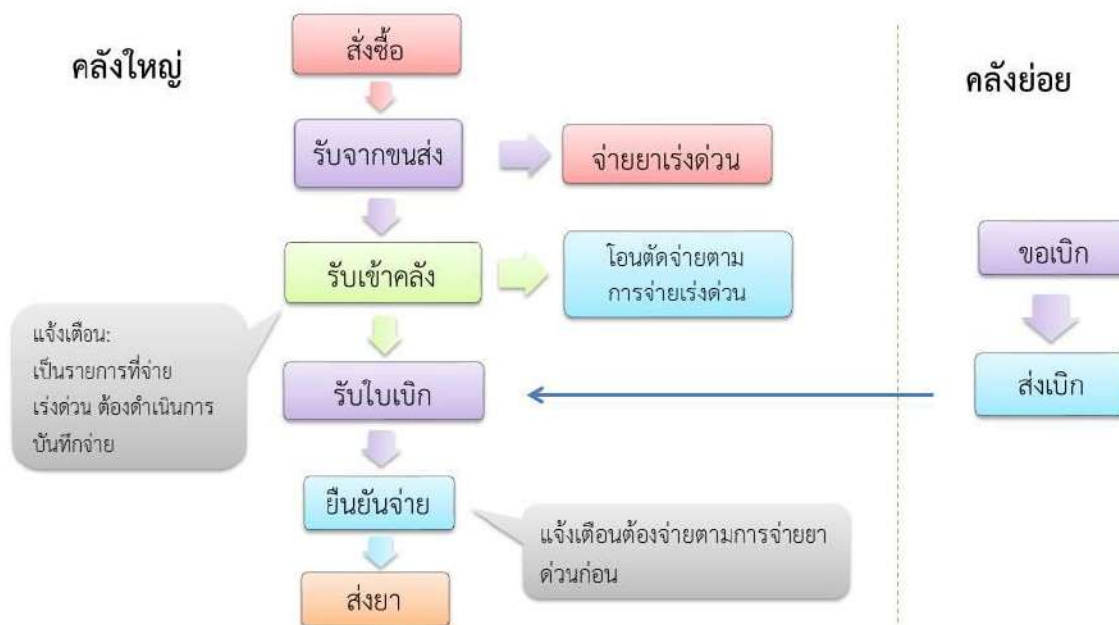 คลังใหญ่
สั่งซื้อ
รับจากขนส่ง
จ่ายยาเร่งด่วน
รับเข้าคลัง
โอนตัดจ่ายตาม
การจ่ายเร่งด่วน
แจ้งเตือน:
เป็นรายการที่จ่าย
เร่งด่วน ต้องดำเนินการ
บันทึกจ่าย
รับใบเบิก
ยืนยันจ่าย
แจ้งเตือนต้องจ่ายตามการจ่ายยา
ด่วนก่อน
ส่งยา
คลังย่อย
ขอเบิก
ส่งเบิก